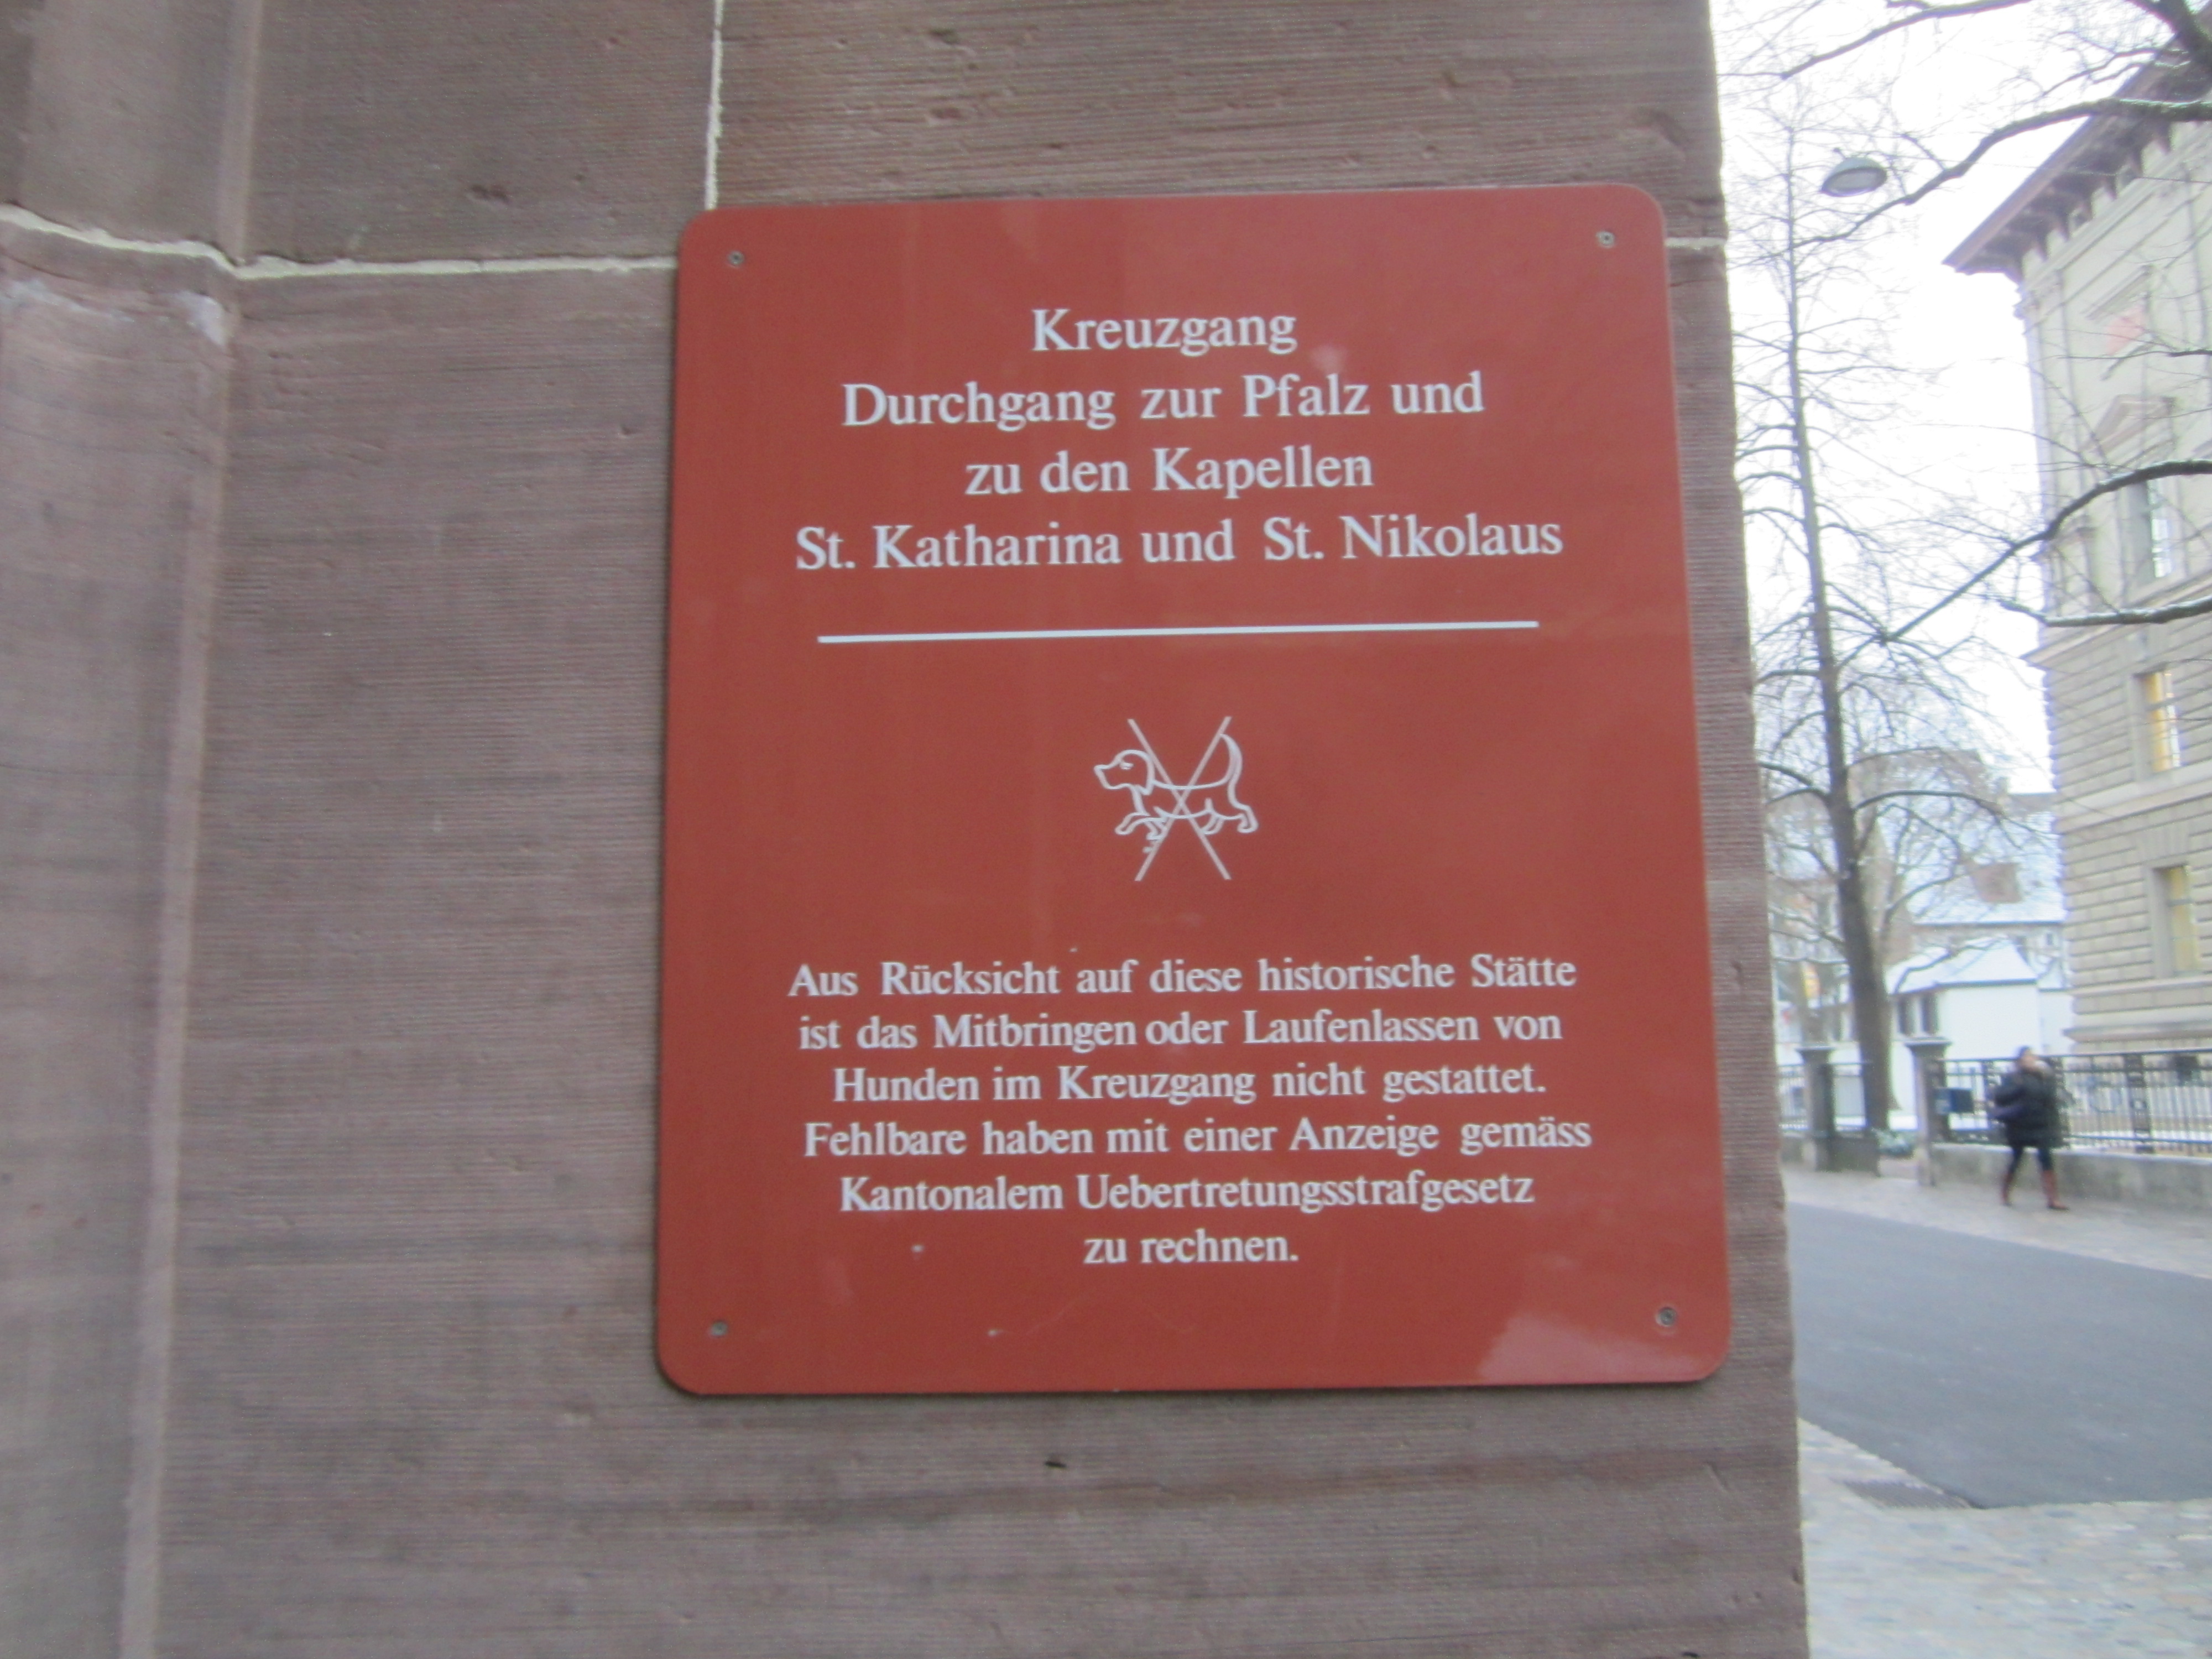 Kreuzgang
Durchgang zur Pfalz und
zu den Kapellen
St. Katharina und St. Nikolaus
Aus Rücksicht auf diese historische Stätte
ist das Mitbringen oder Laufenlassen von
Hunden im Kreuzgang nicht gestattet.
Fehlbare haben mit einer Anzeige gemäss
Kantonalem Uebertretungsstrafgesetz
zu rechnen.